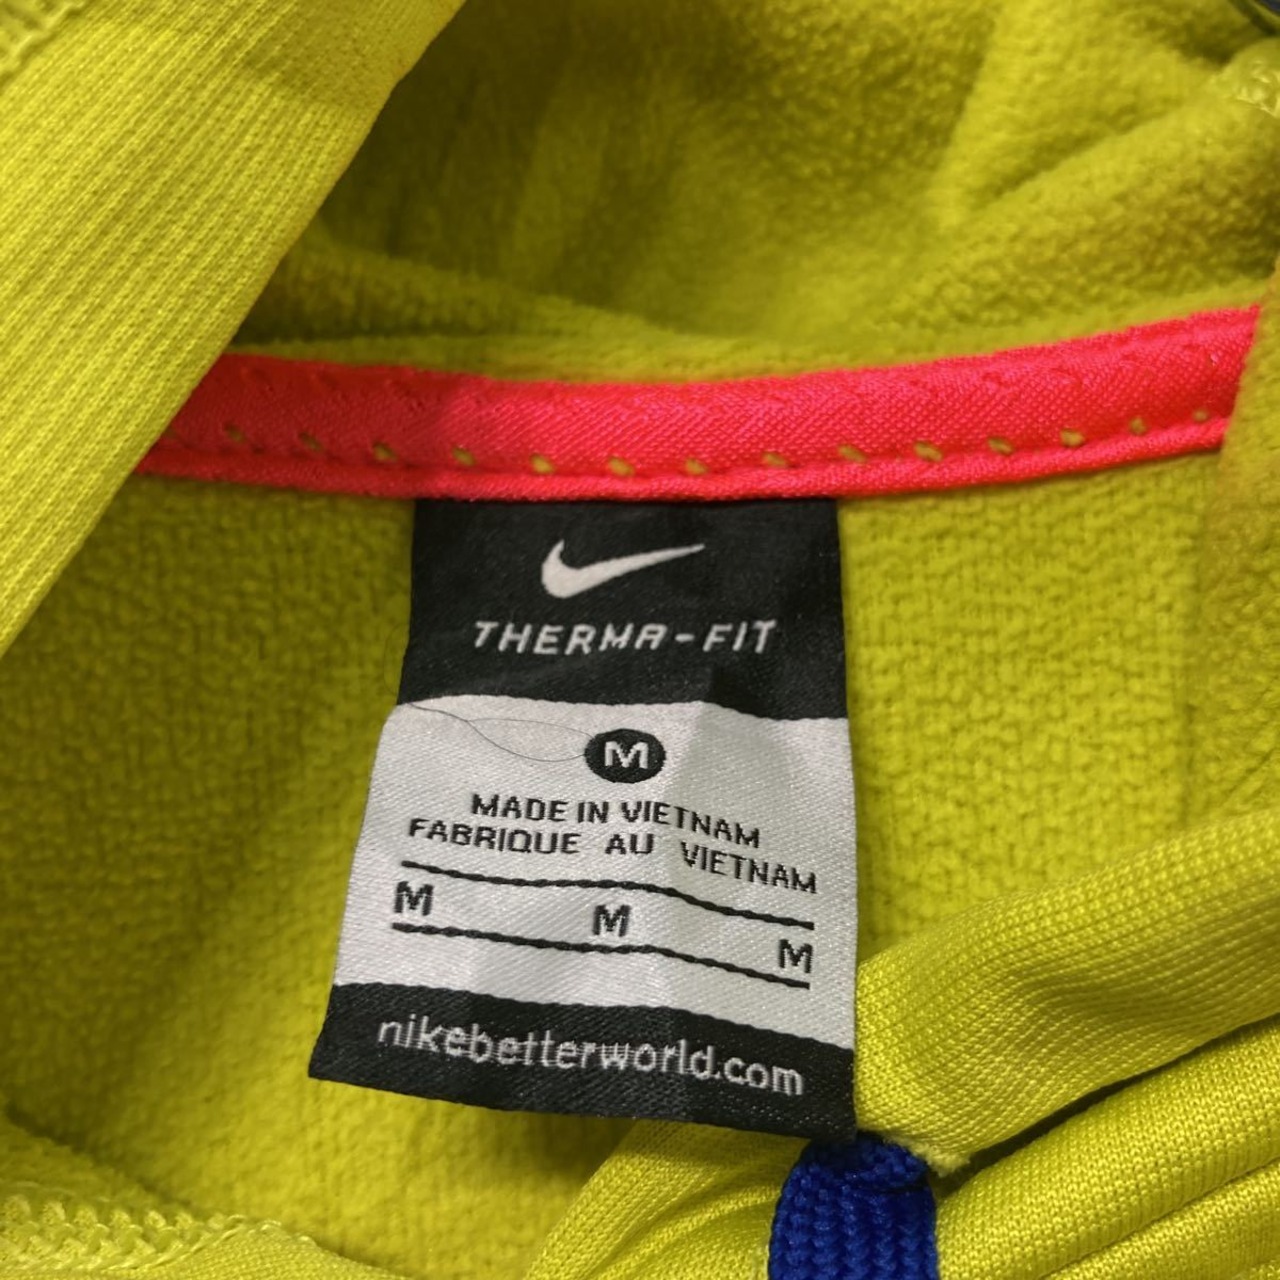 THERMA-FIT
M
MADE IN VIETNAM
FABRIQUE AU VIETNAM
M M M
nikebetterworld.com